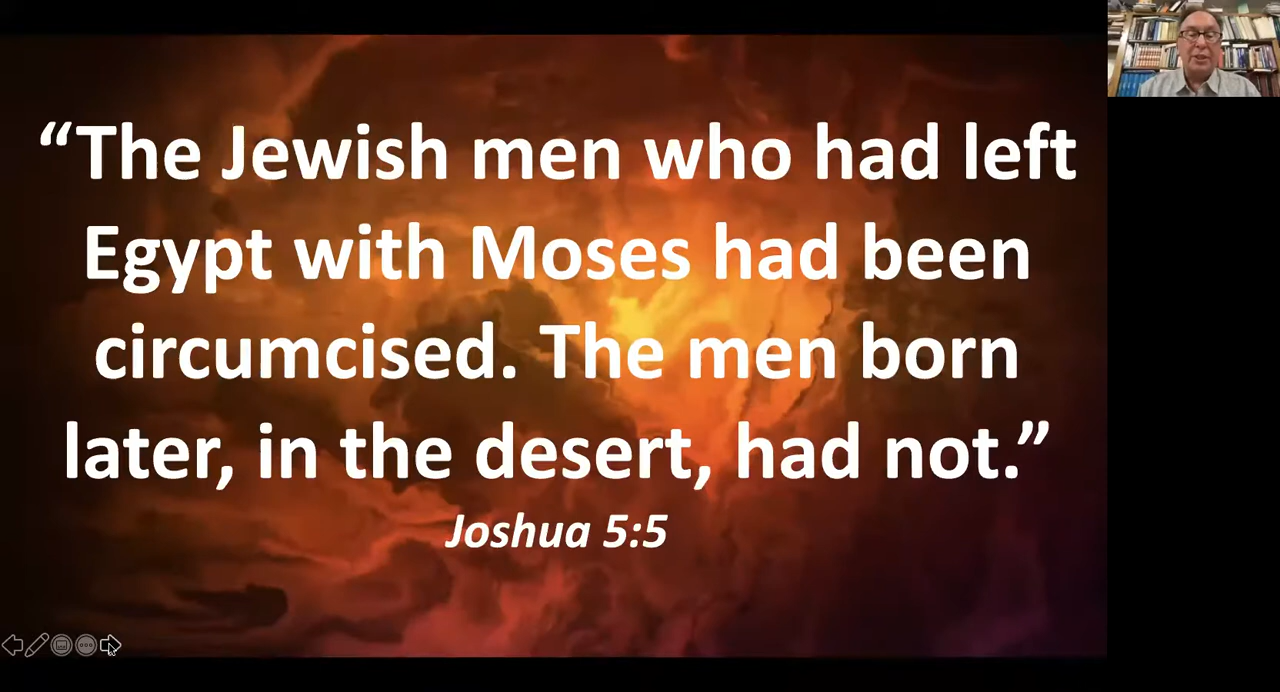 “The Jewish men who had left
Egypt with Moses had been
circumcised. The men born
later, in the desert, had not.”
Joshua 5:5